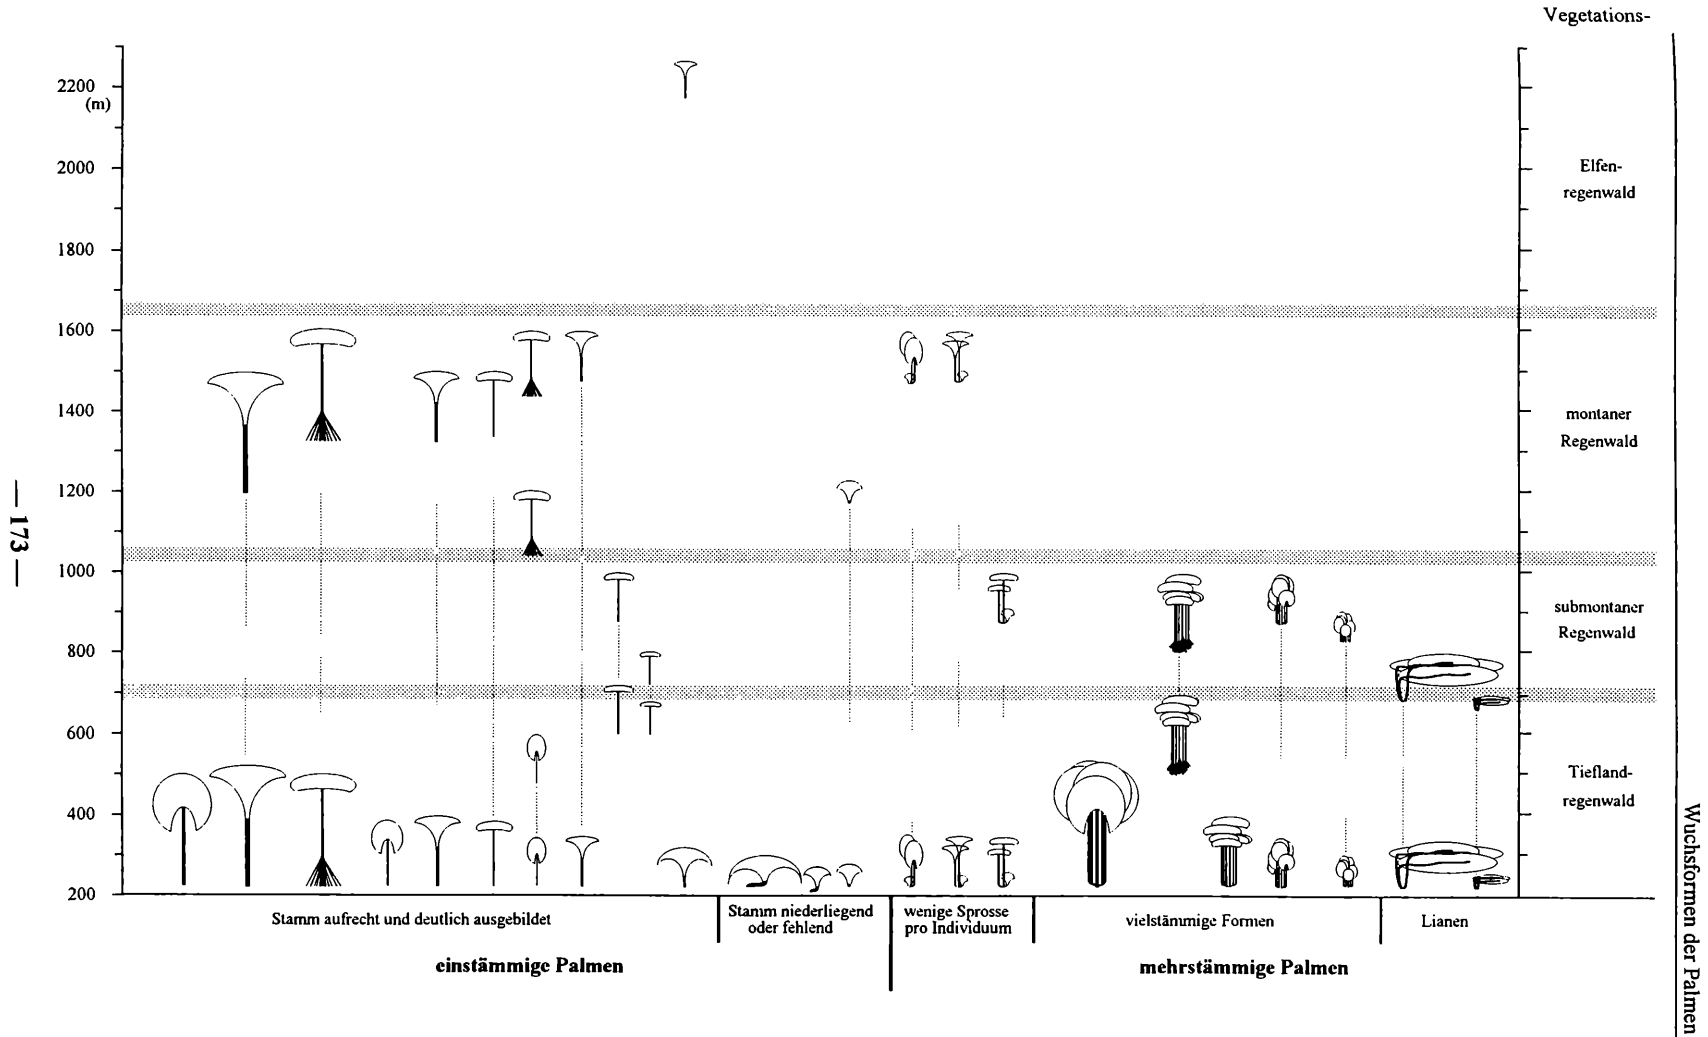 Vegetations-
2200
(m)
2000
1800
1600
1400
1200
1000
800
600
400
200
Elfen-
regenwald
montaner
Regenwald
submontaner
Regenwald
Tiefland-
regenwald
Stamm aufrecht und deutlich ausgebildet
Stamm niederliegend
oder fehlend
wenige Sprosse
pro Individuum
vielstämmige Formen
Lianen
einstämmige Palmen
mehrstämmige Palmen
Wuchsformen der Palmen
— 173 —